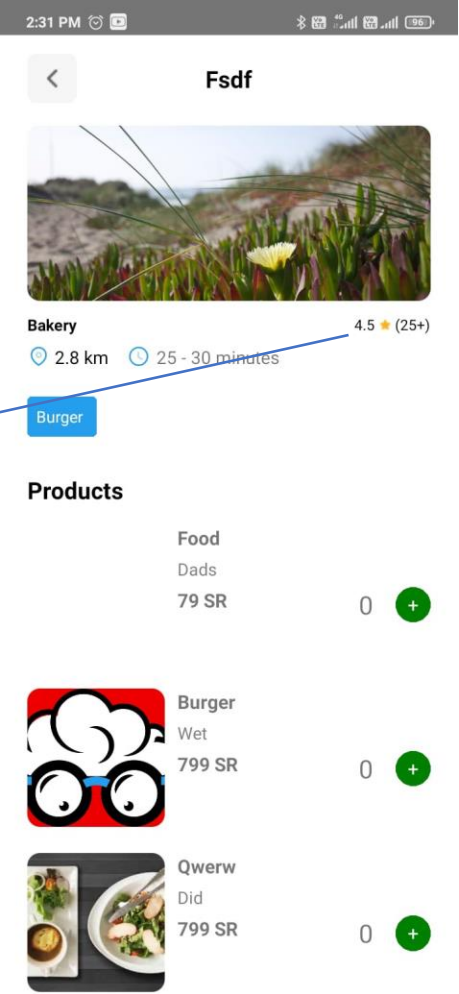 2:31 PM
4G
96
Fsdf
Bakery
4.5 ★ (25+)
2.8 km
25 - 30 minutes
Burger
Products
Food
Dads
79 SR
0 +
Burger
Wet
799 SR
0 +
Qwerw
Did
799 SR
0 +